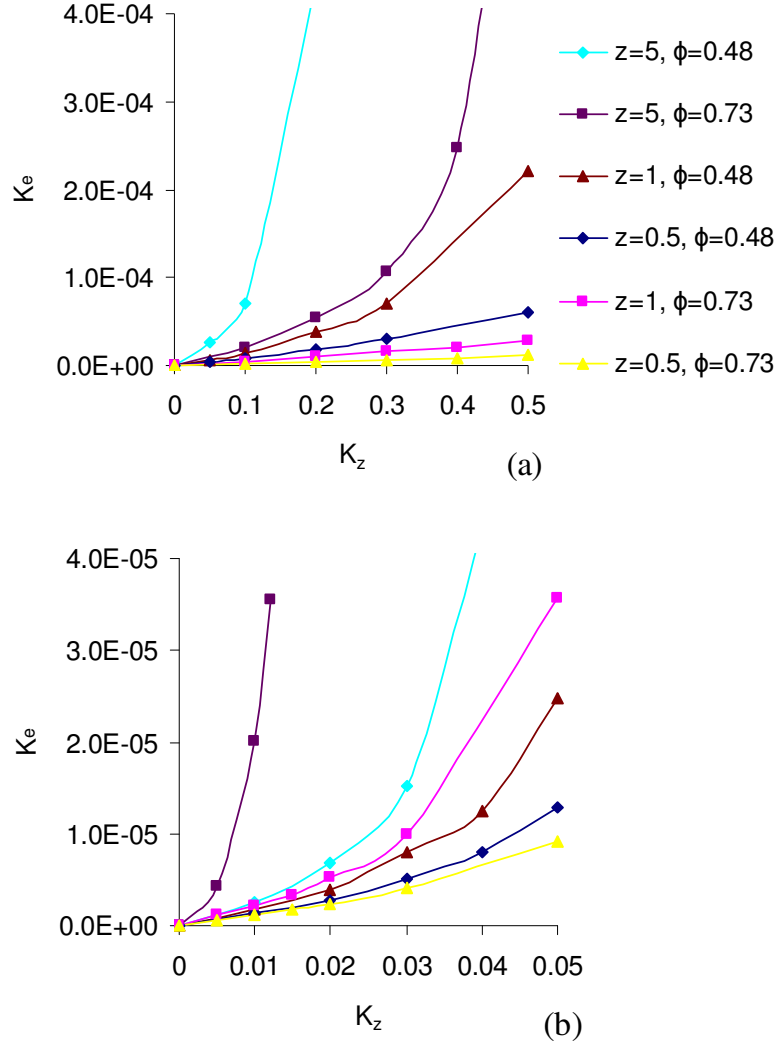 4.0E-04
3.0E-04
2.0E-04
1.0E-04
0.0E+00
Ke
0 0.1 0.2 0.3 0.4 0.5
Kz
(a)
z=5, ϕ=0.48
z=5, ϕ=0.73
z=1, ϕ=0.48
z=0.5, ϕ=0.48
z=1, ϕ=0.73
z=0.5, ϕ=0.73
4.0E-05
3.0E-05
2.0E-05
1.0E-05
0.0E+00
Ke
0 0.01 0.02 0.03 0.04 0.05
Kz
(b)